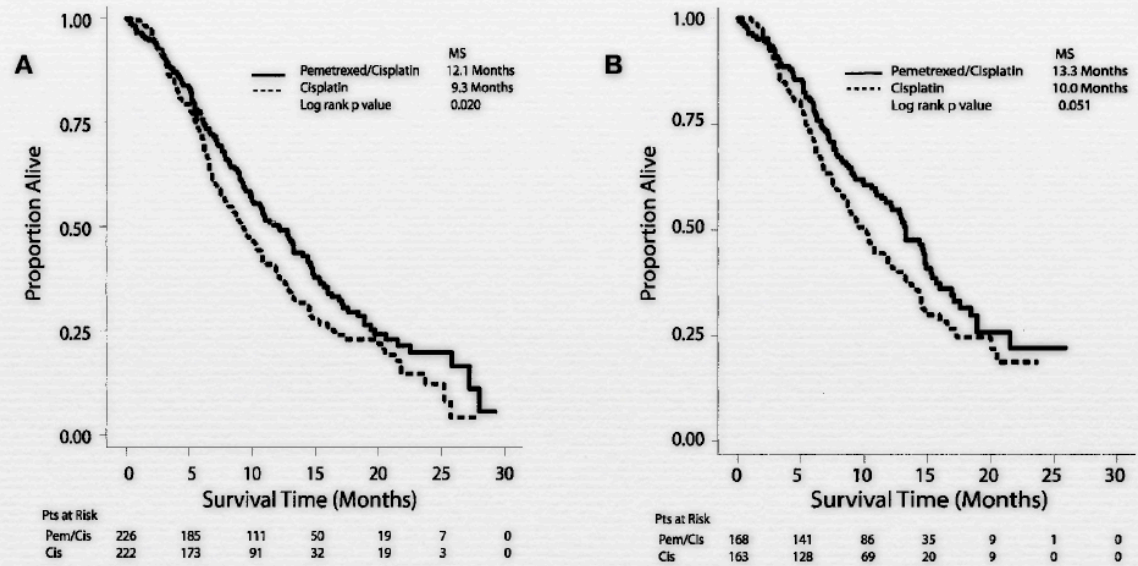 A
MS
Pemetrexed/Cisplatin 12.1 Months
Cisplatin 9.3 Months
Log rank p value 0.020
1.00
0.75
0.50
0.25
0.00
Proportion Alive
0 5 10 15 20 25 30
Survival Time (Months)
Pts at Risk
Pem/Cis 226 185 111 50 19 7 0
Cis 222 173 91 32 19 3 0
B
MS
Pemetrexed/Cisplatin 13.3 Months
Cisplatin 10.0 Months
Log rank p value 0.051
1.00
0.75
0.50
0.25
0.00
Proportion Alive
0 5 10 15 20 25 30
Survival Time (Months)
Pts at Risk
Pem/Cis 168 141 86 35 9 1 0
Cis 163 128 69 20 9 0 0